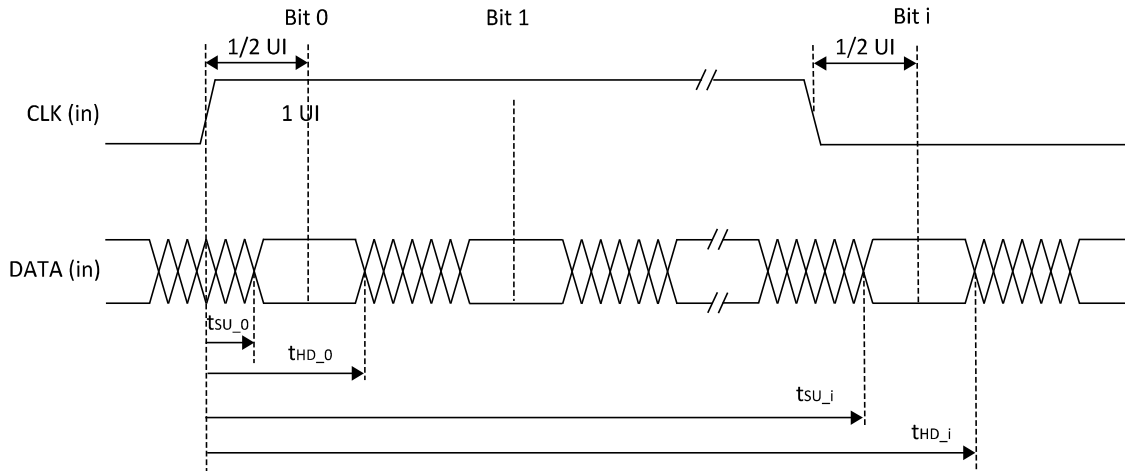 Bit 0
Bit 1
Bit i
1/2 UI
1/2 UI
CLK (in)
1 UI
DATA (in)
tSU_0
tHD_0
tSU_i
tHD_i